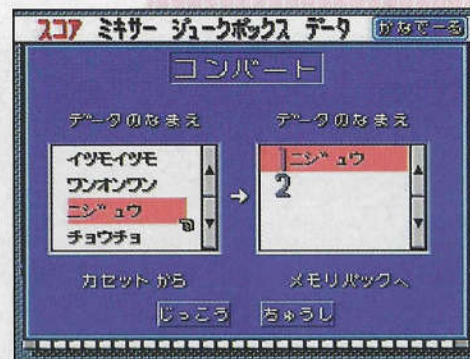 スコア ミキサー ジュークボックス データ かなでーる
コンバート
データのなまえ データのなまえ
イツモイツモ
ワンオンワン
ニジュウ
チョウチョ
→
1ニジュウ
2
カセットから メモリパックへ
じっこう ちゅうし